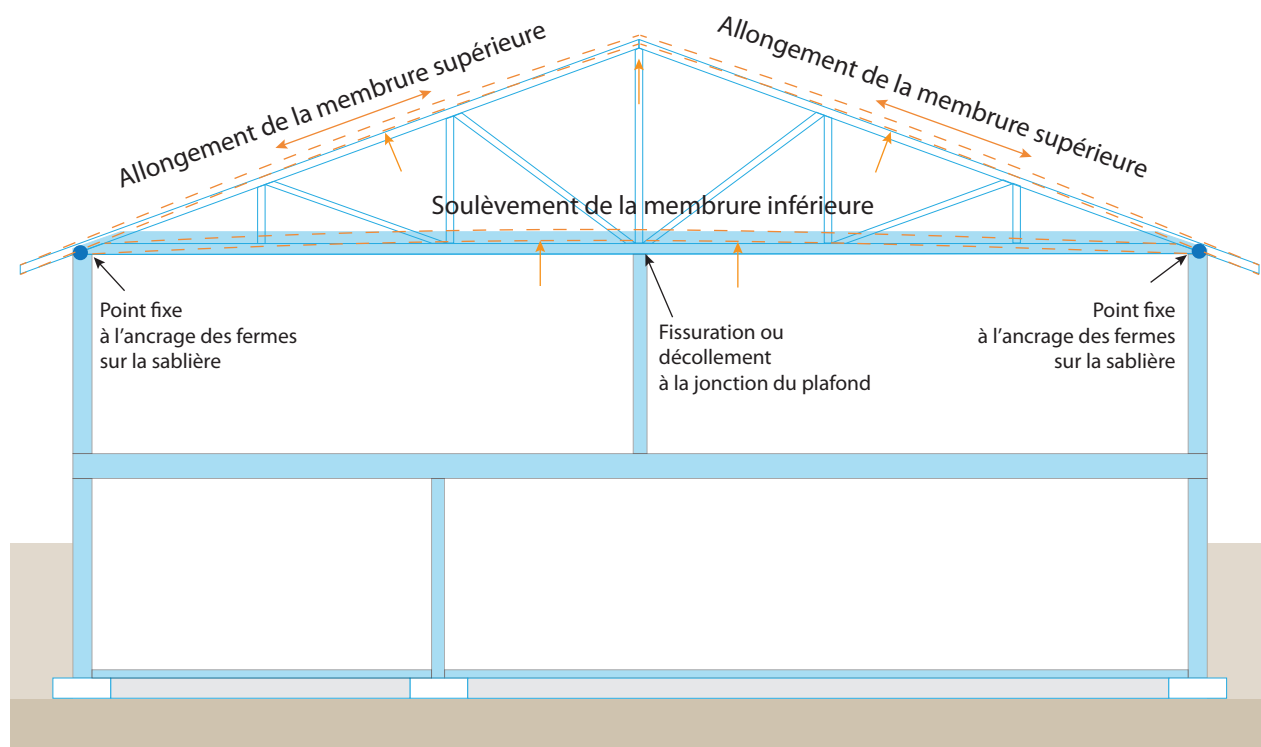 Allongement de la membrure supérieure
Allongement de la membrure supérieure
Soulèvement de la membrure inférieure
Point fixe
à l’ancrage des fermes
sur la sablière
Fissuration ou
décollement
à la jonction du plafond
Point fixe
à l’ancrage des fermes
sur la sablière